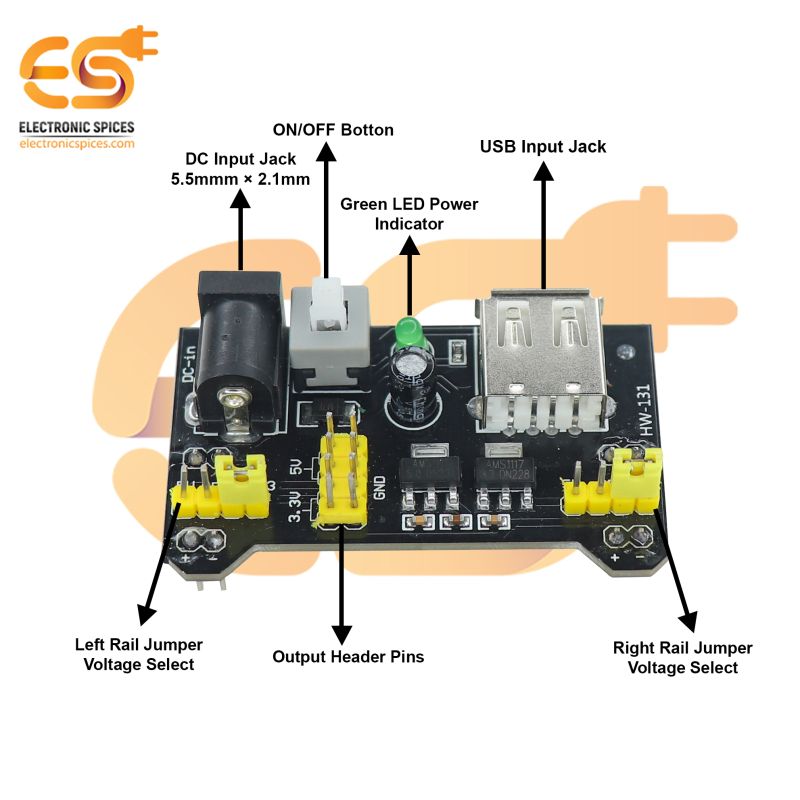 ES
ELECTRONIC SPICES
electronicspices.com
ON/OFF Botton
DC Input Jack
5.5mmm × 2.1mm
USB Input Jack
Green LED Power
Indicator
DC-in
HW-131
5V
3.3V
GND
AMS1117
DN228
3
+ -
+ -
Left Rail Jumper
Voltage Select
Output Header Pins
Right Rail Jumper
Voltage Select